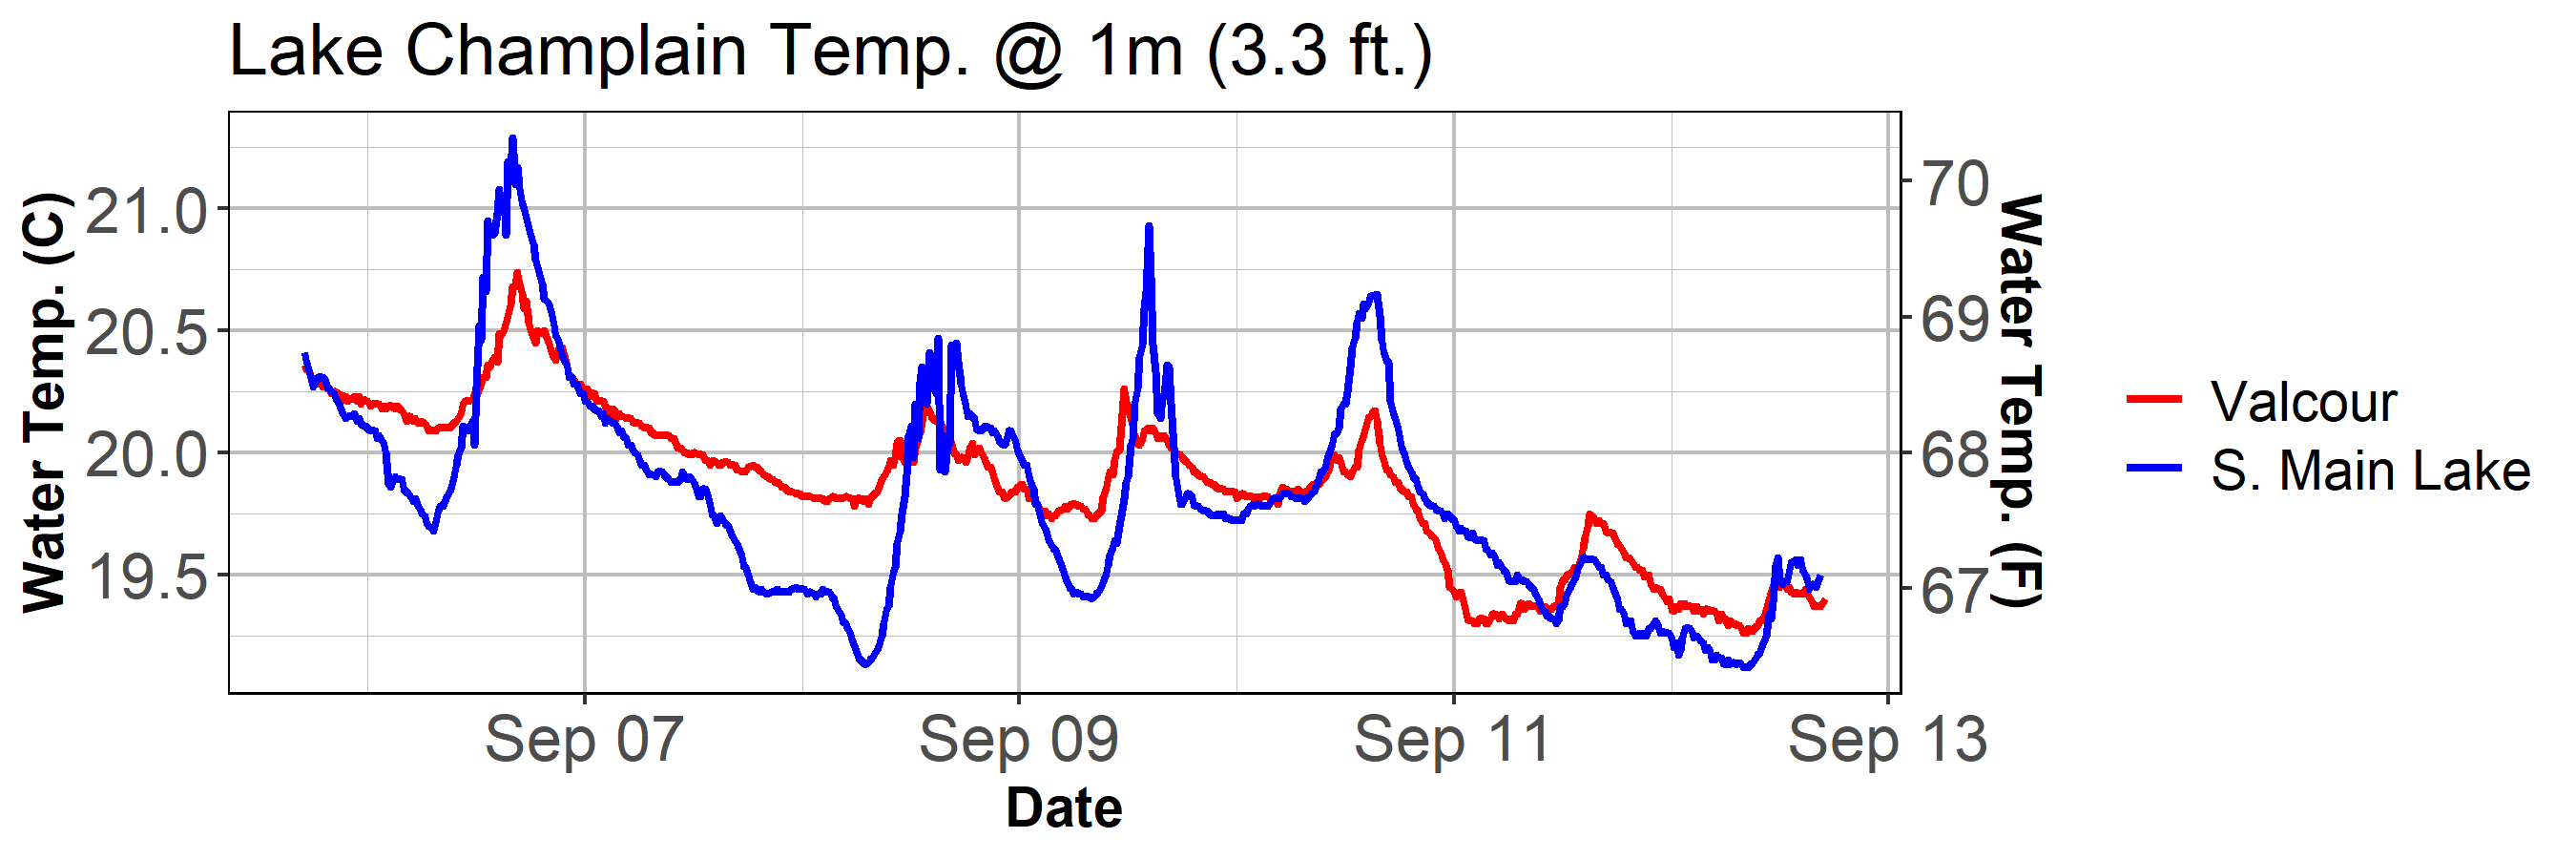 Lake Champlain Temp. @ 1m (3.3 ft.)
Water Temp. (C)
21.0
20.5
20.0
19.5
70
69
68
67
Water Temp. (F)
Sep 07
Sep 09
Sep 11
Sep 13
Date
Valcour
S. Main Lake